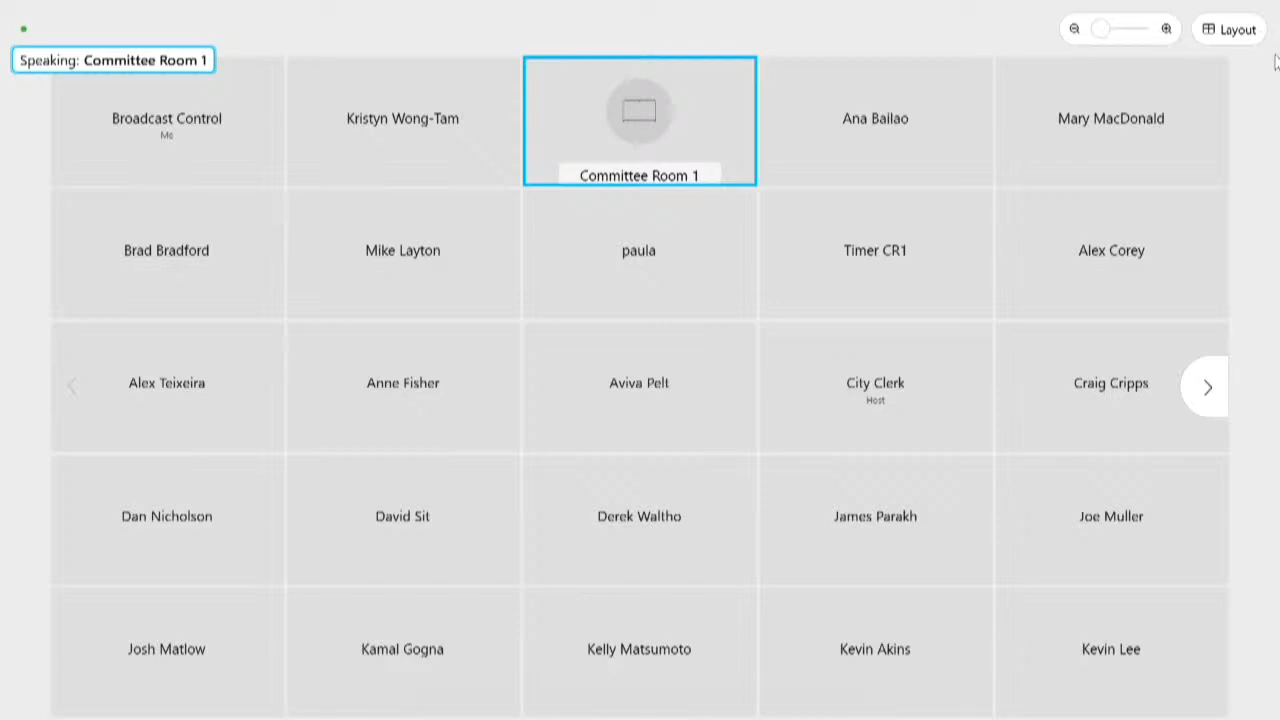 Layout
Speaking: Committee Room 1
Broadcast Control
Me
Kristyn Wong-Tam
Committee Room 1
Ana Bailao
Mary MacDonald
Brad Bradford
Mike Layton
paula
Timer CR1
Alex Corey
Alex Teixeira
Anne Fisher
Aviva Pelt
City Clerk
Host
Craig Cripps
Dan Nicholson
David Sit
Derek Waltho
James Parakh
Joe Muller
Josh Matlow
Kamal Gogna
Kelly Matsumoto
Kevin Akins
Kevin Lee